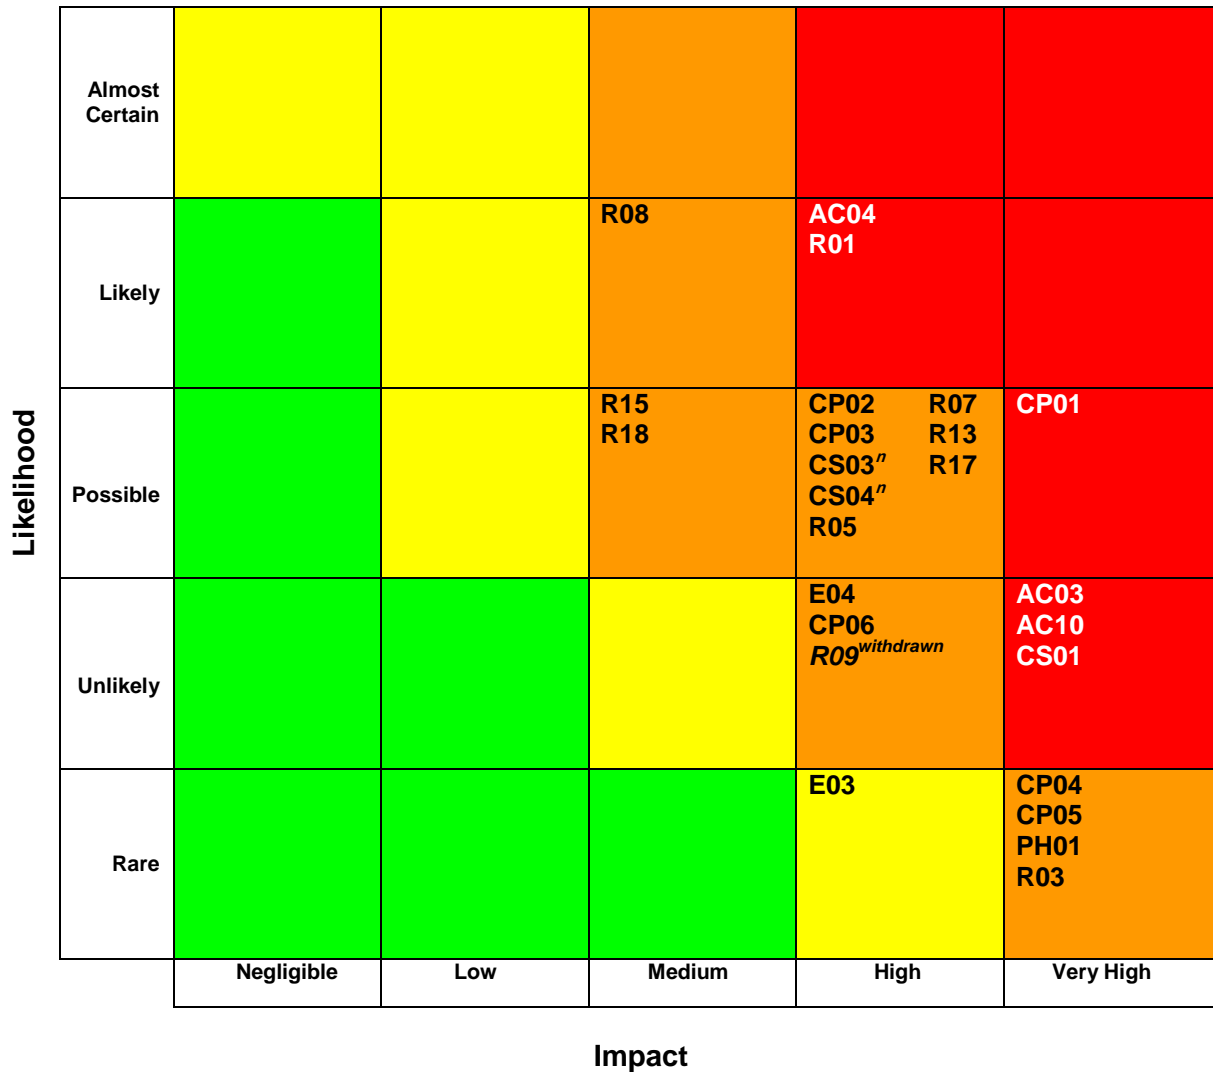 Likelihood
Almost
Certain
Likely
R08
AC04
R01
Possible
R15
R18
CP02 R07
CP03 R13
CS03ⁿ R17
CS04ⁿ
R05
CP01
Unlikely
E04
CP06
R09withdrawn
AC03
AC10
CS01
Rare
E03
CP04
CP05
PH01
R03
Negligible Low Medium High Very High
Impact